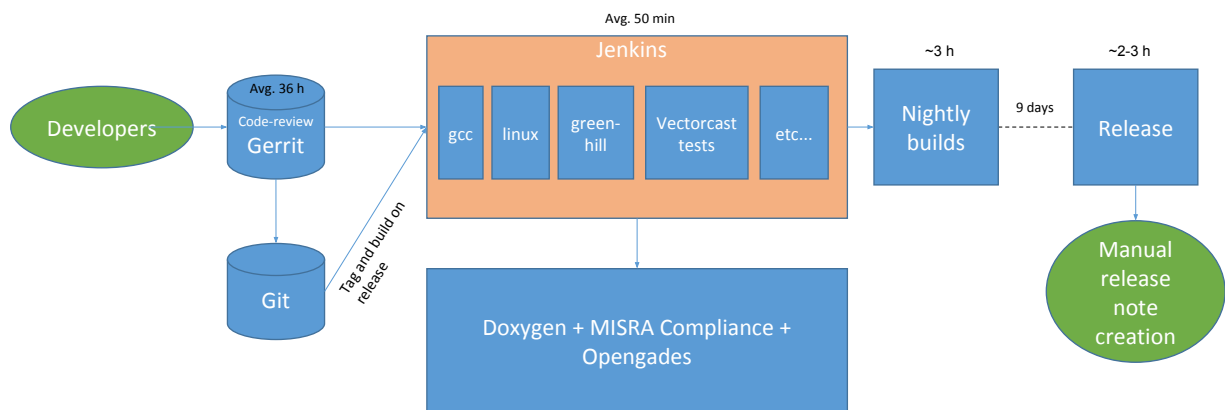 Avg. 50 min
Jenkins
~3 h
~2-3 h
Avg. 36 h
Code-review
Gerrit
Developers
gcc
linux
green-
hill
Vectorcast
tests
etc...
Nightly
builds
9 days
Release
Git
Tag and build on
release
Doxygen + MISRA Compliance +
Opengades
Manual
release
note
creation